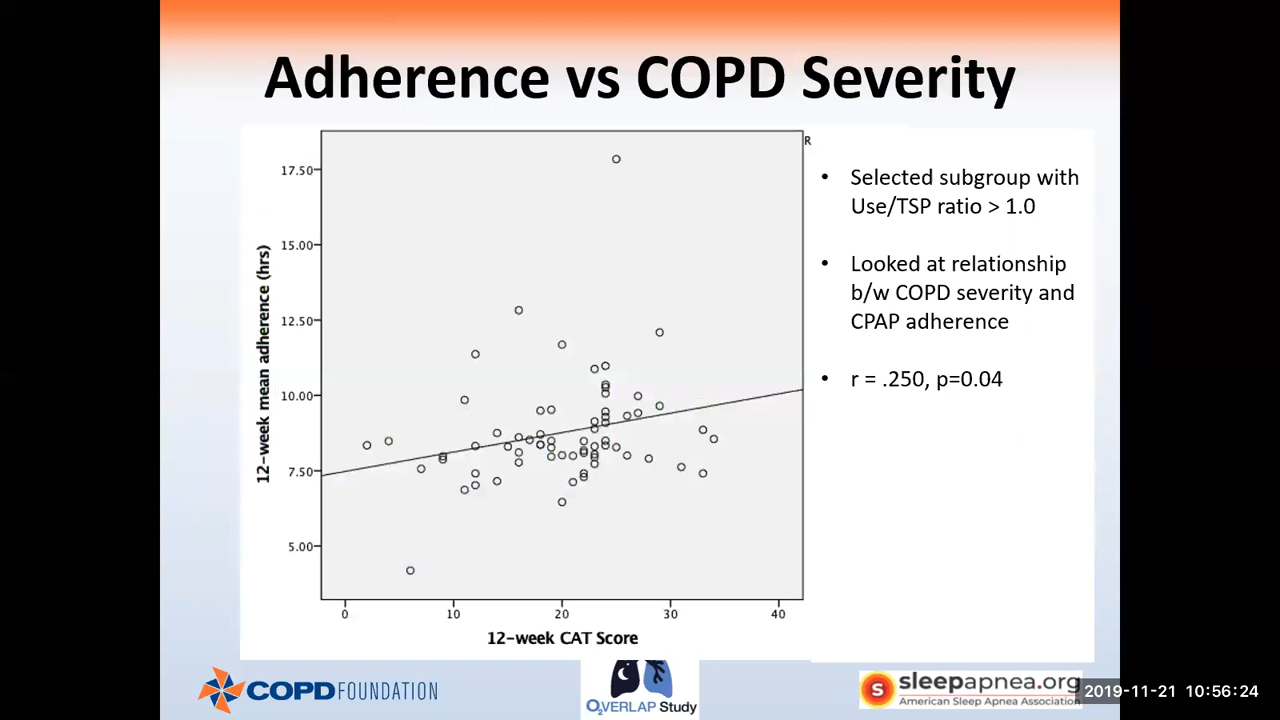 Adherence vs COPD Severity
R
17.50
15.00
12.50
10.00
7.50
5.00
12-week mean adherence (hrs)
0 10 20 30 40
12-week CAT Score
• Selected subgroup with
Use/TSP ratio > 1.0
• Looked at relationship
b/w COPD severity and
CPAP adherence
• r = .250, p=0.04
COPD FOUNDATION
O2VERLAP Study
S
sleepapnea.org
American Sleep Apnea Association
2019-11-21 10:56:24